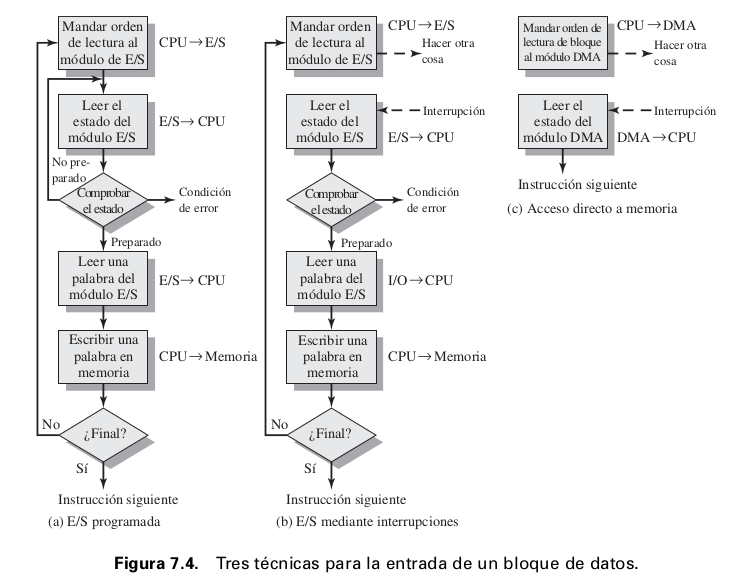 Mandar orden
de lectura al
módulo de E/S
CPU→E/S
Leer el
estado del
módulo E/S
E/S→CPU
No pre-
parado
Comprobar
el estado
Condición
de error
Preparado
Leer una
palabra del
módulo E/S
E/S→CPU
Escribir una
palabra en
memoria
CPU→Memoria
No
¿Final?
Sí
Instrucción siguiente
(a) E/S programada
Mandar orden
de lectura al
módulo de E/S
CPU→E/S
Hacer otra
cosa
Leer el
estado del
módulo E/S
Interrupción
E/S→CPU
Comprobar
el estado
Condición
de error
Preparado
Leer una
palabra del
módulo E/S
I/O→CPU
Escribir una
palabra en
memoria
CPU→Memoria
No
¿Final?
Sí
Instrucción siguiente
(b) E/S mediante interrupciones
Mandar orden de
lectura de bloque
al módulo DMA
CPU→DMA
Hacer otra
cosa
Leer el
estado del
módulo DMA
Interrupción
DMA→CPU
Instrucción siguiente
(c) Acceso directo a memoria
Figura 7.4. Tres técnicas para la entrada de un bloque de datos.